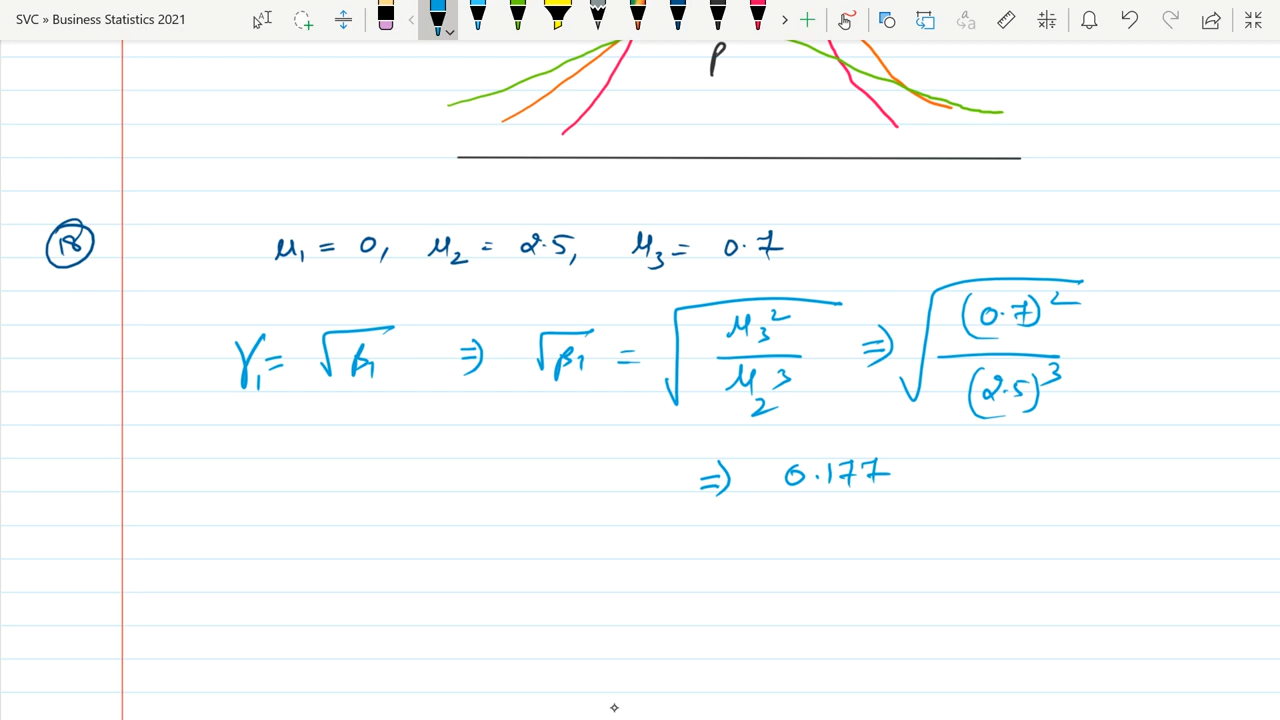 SVC » Business Statistics 2021
β
18
μ₁ = 0, μ₂ = 2.5, μ₃ = 0.7
γ₁ = √β₁ ⇒ √β₁ = √(μ₃²/μ₂³) ⇒ √((0.7)²/(2.5)³)
⇒ 0.177